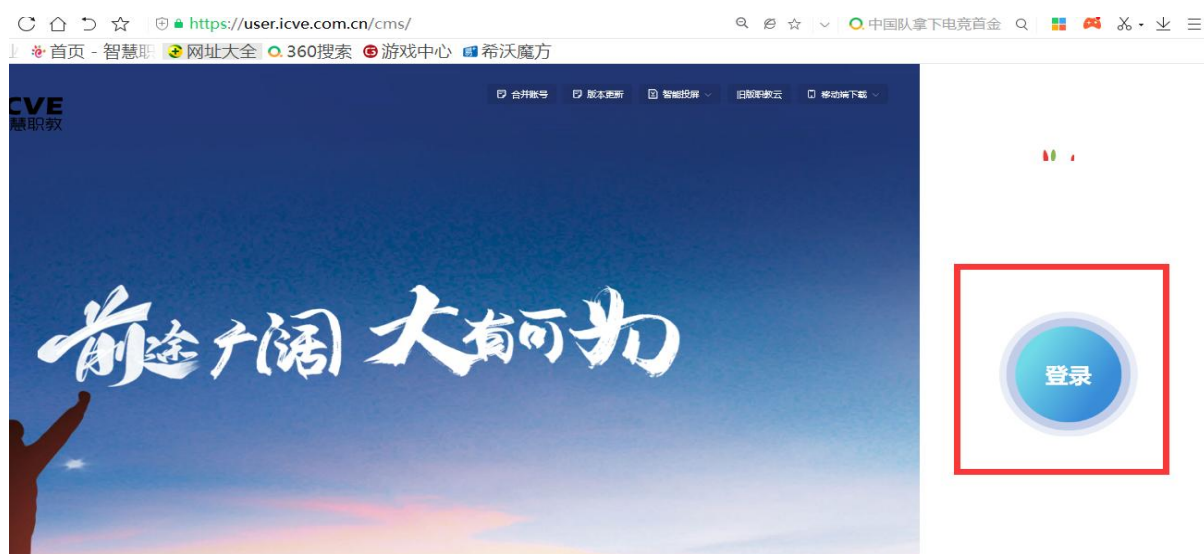 https://user.icve.com.cn/cms/
中国队拿下电竞首金
首页 - 智慧职
网址大全
360搜索
游戏中心
希沃魔方
CVE
慧职教
合并账号
版本更新
智能投屏
旧版职教云
移动端下载
前途广阔 大有可为
登录